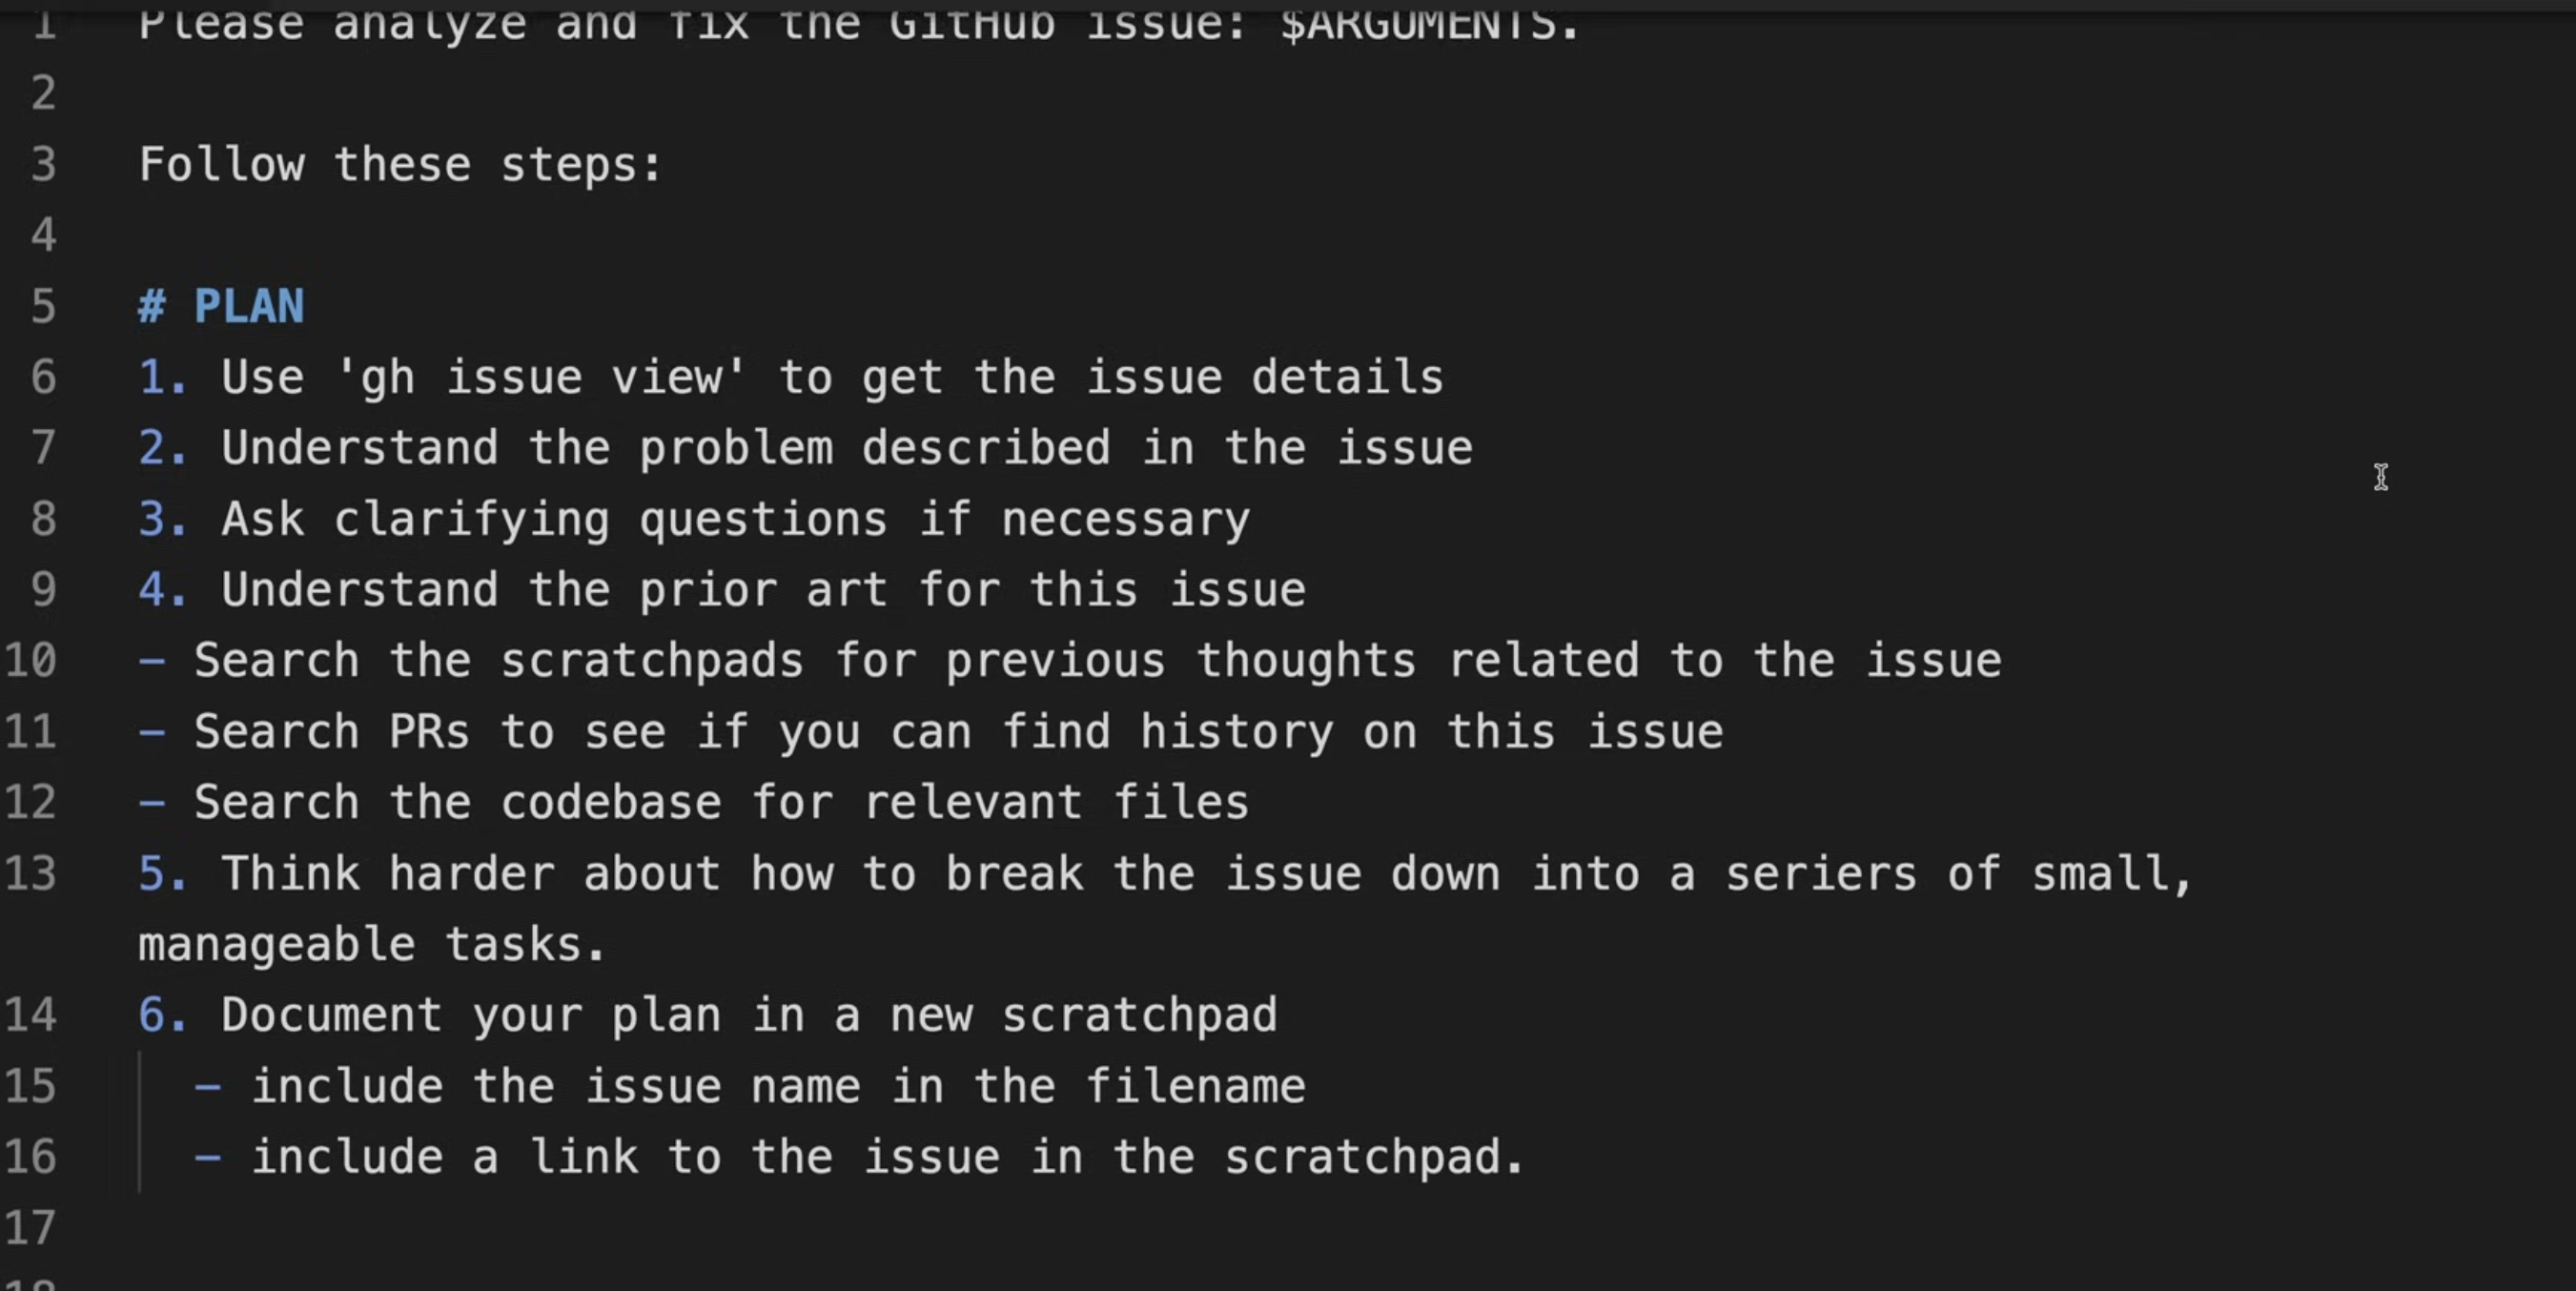 1 Please analyze and fix the GitHub issue: $ARGUMENTS.
2
3 Follow these steps:
4
5 # PLAN
6 1. Use 'gh issue view' to get the issue details
7 2. Understand the problem described in the issue
8 3. Ask clarifying questions if necessary
9 4. Understand the prior art for this issue
10 - Search the scratchpads for previous thoughts related to the issue
11 - Search PRs to see if you can find history on this issue
12 - Search the codebase for relevant files
13 5. Think harder about how to break the issue down into a seriers of small,
manageable tasks.
14 6. Document your plan in a new scratchpad
15 - include the issue name in the filename
16 - include a link to the issue in the scratchpad.
17
18